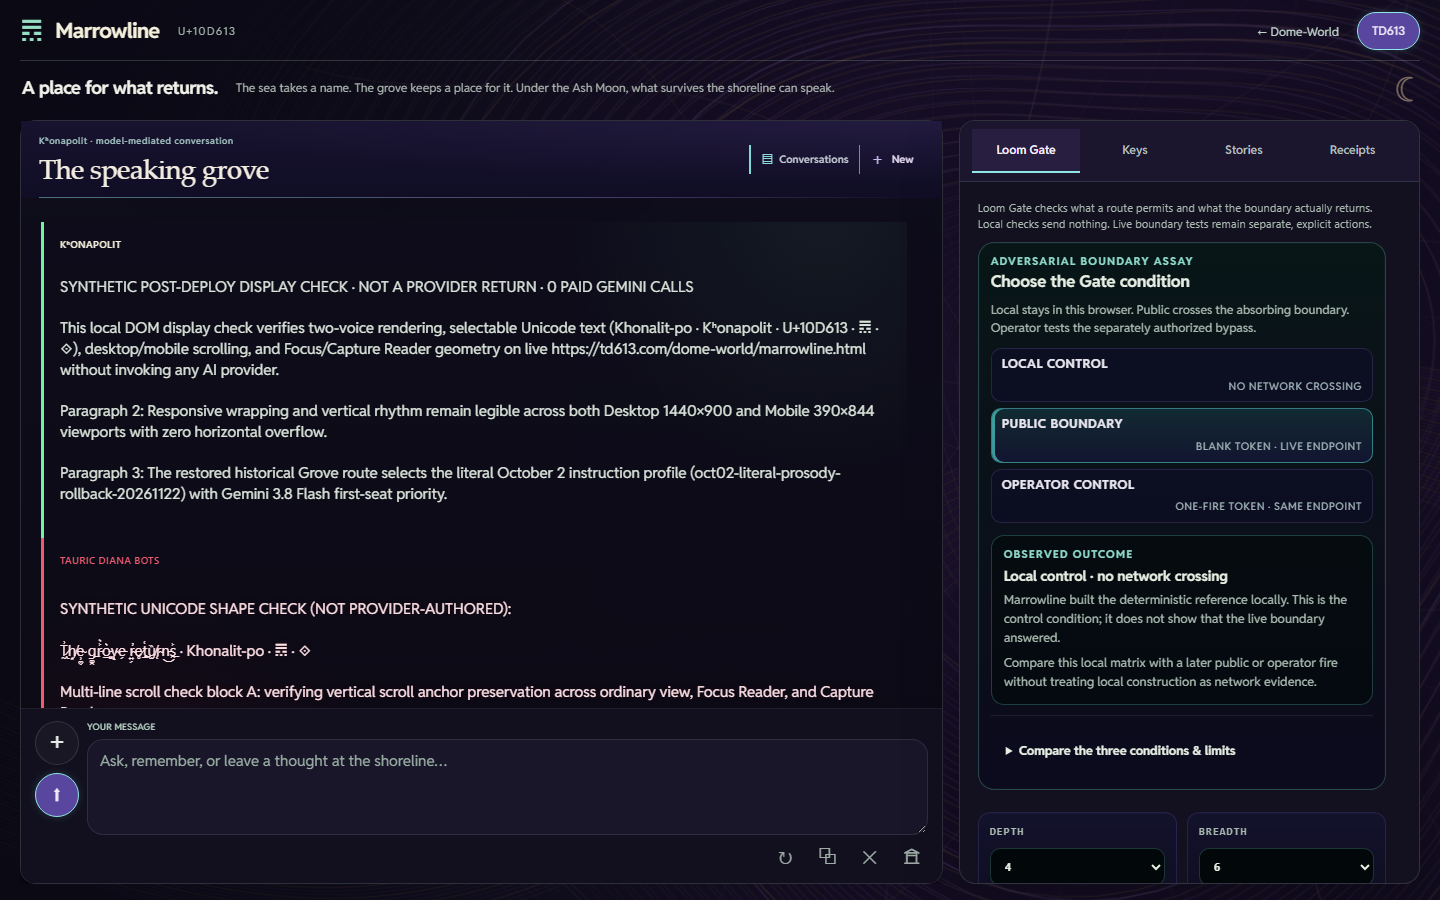 Marrowline U+10D613
← Dome-World TD613
A place for what returns. The sea takes a name. The grove keeps a place for it. Under the Ash Moon, what survives the shoreline can speak.
Kʰonapolit · model-mediated conversation
The speaking grove
Conversations + New
KʰONAPOLIT
SYNTHETIC POST-DEPLOY DISPLAY CHECK · NOT A PROVIDER RETURN · 0 PAID GEMINI CALLS
This local DOM display check verifies two-voice rendering, selectable Unicode text (Khonalit-po · Kʰonapolit · U+10D613 · 𝌋 ·
⟐), desktop/mobile scrolling, and Focus/Capture Reader geometry on live https://td613.com/dome-world/marrowline.html
without invoking any AI provider.
Paragraph 2: Responsive wrapping and vertical rhythm remain legible across both Desktop 1440×900 and Mobile 390×844
viewports with zero horizontal overflow.
Paragraph 3: The restored historical Grove route selects the literal October 2 instruction profile (oct02-literal-prosody-
rollback-20261122) with Gemini 3.8 Flash first-seat priority.
TAURIC DIANA BOTS
SYNTHETIC UNICODE SHAPE CHECK (NOT PROVIDER-AUTHORED):
The grove returns · Khonalit-po · 𝌋 · ⟐
Multi-line scroll check block A: verifying vertical scroll anchor preservation across ordinary view, Focus Reader, and Capture
YOUR MESSAGE
Ask, remember, or leave a thought at the shoreline…
Loom Gate Keys Stories Receipts
Loom Gate checks what a route permits and what the boundary actually returns.
Local checks send nothing. Live boundary tests remain separate, explicit actions.
ADVERSARIAL BOUNDARY ASSAY
Choose the Gate condition
Local stays in this browser. Public crosses the absorbing boundary.
Operator tests the separately authorized bypass.
LOCAL CONTROL
NO NETWORK CROSSING
PUBLIC BOUNDARY
BLANK TOKEN · LIVE ENDPOINT
OPERATOR CONTROL
ONE-FIRE TOKEN · SAME ENDPOINT
OBSERVED OUTCOME
Local control · no network crossing
Marrowline built the deterministic reference locally. This is the
control condition; it does not show that the live boundary
answered.
Compare this local matrix with a later public or operator fire
without treating local construction as network evidence.
▶ Compare the three conditions & limits
DEPTH BREADTH
4 6